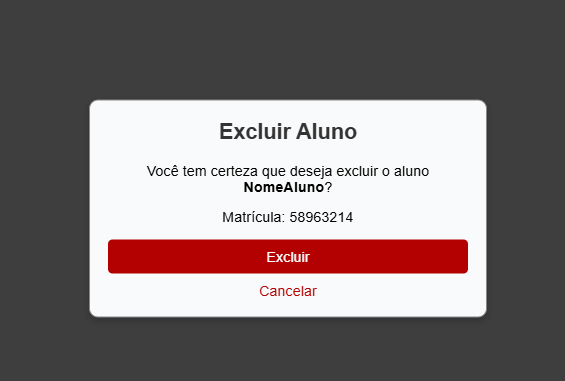 Excluir Aluno
Você tem certeza que deseja excluir o aluno
NomeAluno?
Matrícula: 58963214
Excluir
Cancelar